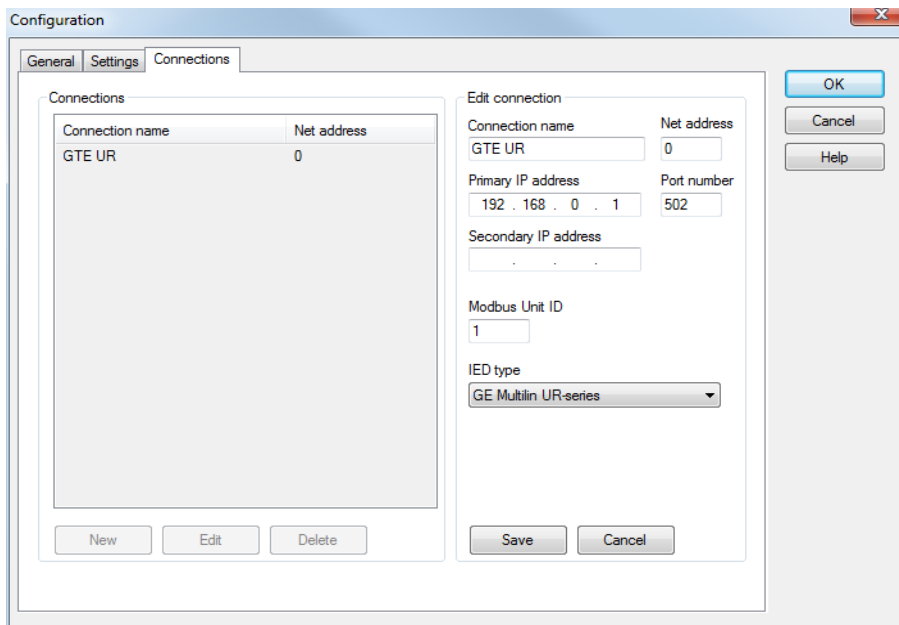 Configuration
General Settings Connections
Connections
Connection name Net address
GTE UR 0
New Edit Delete
Edit connection
Connection name Net address
GTE UR 0
Primary IP address Port number
192 . 168 . 0 . 1 502
Secondary IP address
. . .
Modbus Unit ID
1
IED type
GE Multilin UR-series
Save Cancel
OK
Cancel
Help